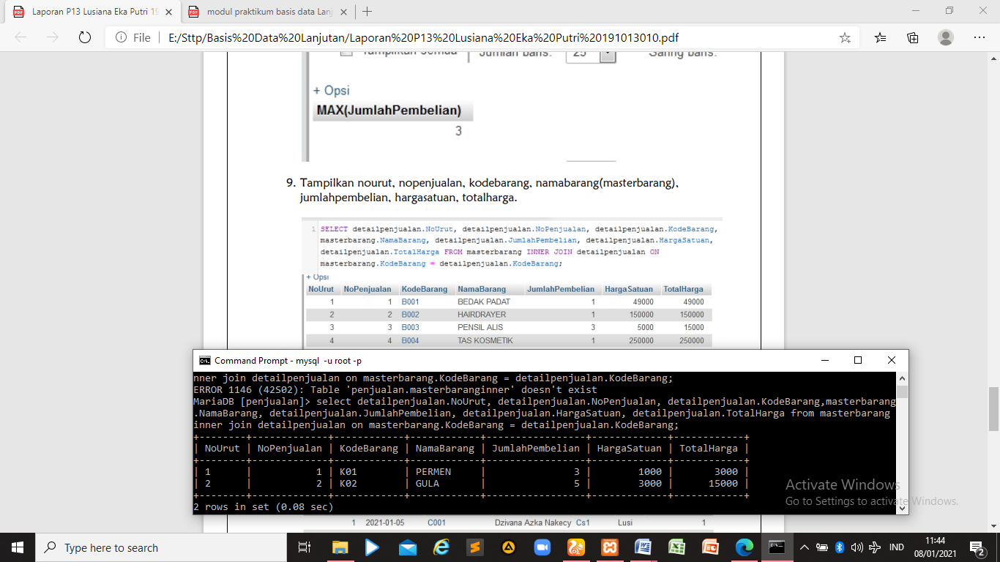 Laporan P13 Lusiana Eka Putri 19
modul praktikum basis data Lanj
File
E:/Sttp/Basis%20Data%20Lanjutan/Laporan%20P13%20Lusiana%20Eka%20Putri%20191013010.pdf
Tampilkan semua Jumlah baris: 25 Saring baris:
+ Opsi
MAX(JumlahPembelian)
3
9. Tampilkan nourut, nopenjualan, kodebarang, namabarang(masterbarang),
jumlahpembelian, hargasatuan, totalharga.
1 SELECT detailpenjualan.NoUrut, detailpenjualan.NoPenjualan, detailpenjualan.KodeBarang,
masterbarang.NamaBarang, detailpenjualan.JumlahPembelian, detailpenjualan.HargaSatuan,
detailpenjualan.TotalHarga FROM masterbarang INNER JOIN detailpenjualan ON
masterbarang.KodeBarang = detailpenjualan.KodeBarang;
+ Opsi
NoUrut NoPenjualan KodeBarang NamaBarang JumlahPembelian HargaSatuan TotalHarga
1 1 B001 BEDAK PADAT 1 49000 49000
2 2 B002 HAIRDRAYER 1 150000 150000
3 3 B003 PENSIL ALIS 3 5000 15000
4 4 B004 TAS KOSMETIK 1 250000 250000
Command Prompt - mysql -u root -p
nner join detailpenjualan on masterbarang.KodeBarang = detailpenjualan.KodeBarang;
ERROR 1146 (42S02): Table 'penjualan.masterbaranginner' doesn't exist
MariaDB [penjualan]> select detailpenjualan.NoUrut, detailpenjualan.NoPenjualan, detailpenjualan.KodeBarang,masterbarang
.NamaBarang, detailpenjualan.JumlahPembelian, detailpenjualan.HargaSatuan, detailpenjualan.TotalHarga from masterbarang
inner join detailpenjualan on masterbarang.KodeBarang = detailpenjualan.KodeBarang;
| NoUrut | NoPenjualan | KodeBarang | NamaBarang | JumlahPembelian | HargaSatuan | TotalHarga |
| 1 | 1 | K01 | PERMEN | 3 | 1000 | 3000 |
| 2 | 2 | K02 | GULA | 5 | 3000 | 15000 |
2 rows in set (0.08 sec)
Activate Windows
Go to Settings to activate Windows.
1 2021-01-05 C001 Dzivana Azka Nakecy Cs1 Lusi 1
Type here to search
IND
11:44
08/01/2021
2